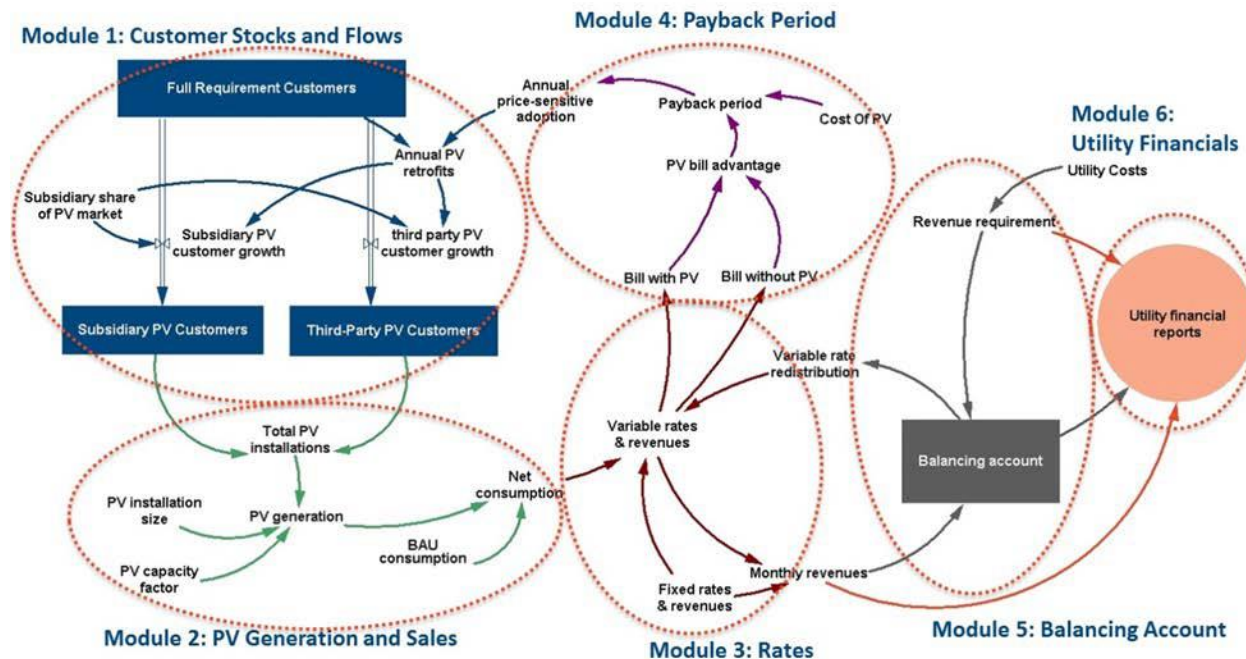 Module 4: Payback Period
Module 1: Customer Stocks and Flows
Full Requirement Customers
Annual
price-sensitive
adoption
Payback period
Cost Of PV
Annual PV
retrofits
PV bill advantage
Subsidiary share
of PV market
Subsidiary PV
customer growth
third party PV
customer growth
Bill with PV
Bill without PV
Subsidiary PV Customers
Third-Party PV Customers
Module 6:
Utility Financials
Utility Costs
Revenue requirement
Utility financial
reports
Variable rate
redistribution
Variable rates
& revenues
Balancing account
Total PV
installations
Net
consumption
PV installation
size
PV generation
BAU
consumption
PV capacity
factor
Monthly revenues
Fixed rates
& revenues
Module 2: PV Generation and Sales
Module 3: Rates
Module 5: Balancing Account